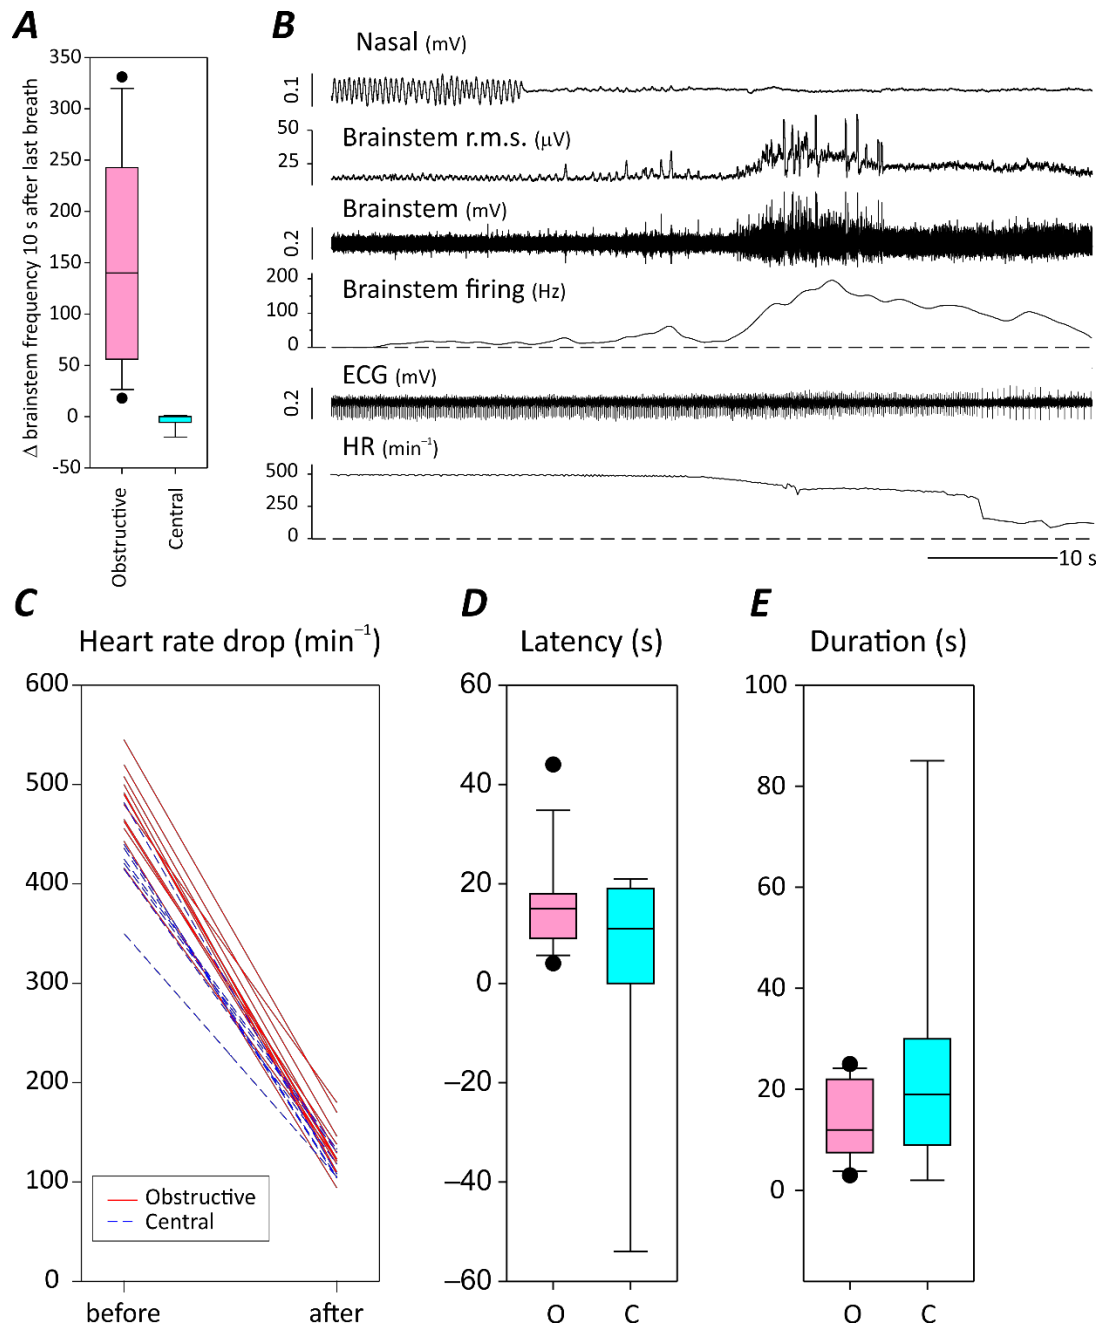 A
Δ brainstem frequency 10 s after last breath
350
300
250
200
150
100
50
0
-50
Obstructive
Central
B
Nasal (mV)
0.1
Brainstem r.m.s. (μV)
50
25
Brainstem (mV)
0.2
Brainstem firing (Hz)
200
100
0
ECG (mV)
0.2
HR (min⁻¹)
500
250
0
10 s
C
Heart rate drop (min⁻¹)
600
500
400
300
200
100
0
Obstructive
Central
before
after
D
Latency (s)
60
40
20
0
−20
−40
−60
O
C
E
Duration (s)
100
80
60
40
20
0
O
C